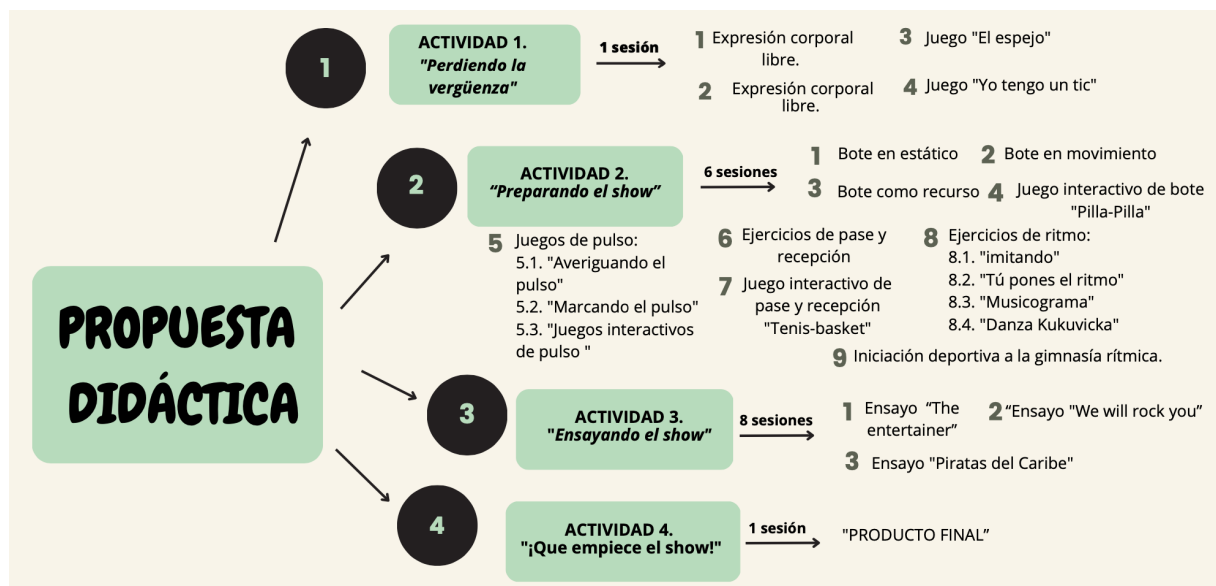 PROPUESTA
DIDÁCTICA
1
ACTIVIDAD 1.
"Perdiendo la
vergüenza"
1 sesión
1 Expresión corporal
libre.
2 Expresión corporal
libre.
3 Juego "El espejo"
4 Juego "Yo tengo un tic"
2
ACTIVIDAD 2.
“Preparando el show”
6 sesiones
1 Bote en estático
2 Bote en movimiento
3 Bote como recurso
4 Juego interactivo de bote
"Pilla-Pilla"
5 Juegos de pulso:
5.1. "Averiguando el
pulso"
5.2. "Marcando el pulso"
5.3. "Juegos interactivos
de pulso "
6 Ejercicios de pase y
recepción
7 Juego interactivo de
pase y recepción
"Tenis-basket"
8 Ejercicios de ritmo:
8.1. "imitando"
8.2. "Tú pones el ritmo"
8.3. "Musicograma"
8.4. "Danza Kukuvicka"
9 Iniciación deportiva a la gimnasía rítmica.
3
ACTIVIDAD 3.
"Ensayando el show"
8 sesiones
1 Ensayo “The
entertainer”
2 “Ensayo "We will rock you”
3 Ensayo "Piratas del Caribe"
4
ACTIVIDAD 4.
"¡Que empiece el show!"
1 sesión
"PRODUCTO FINAL”